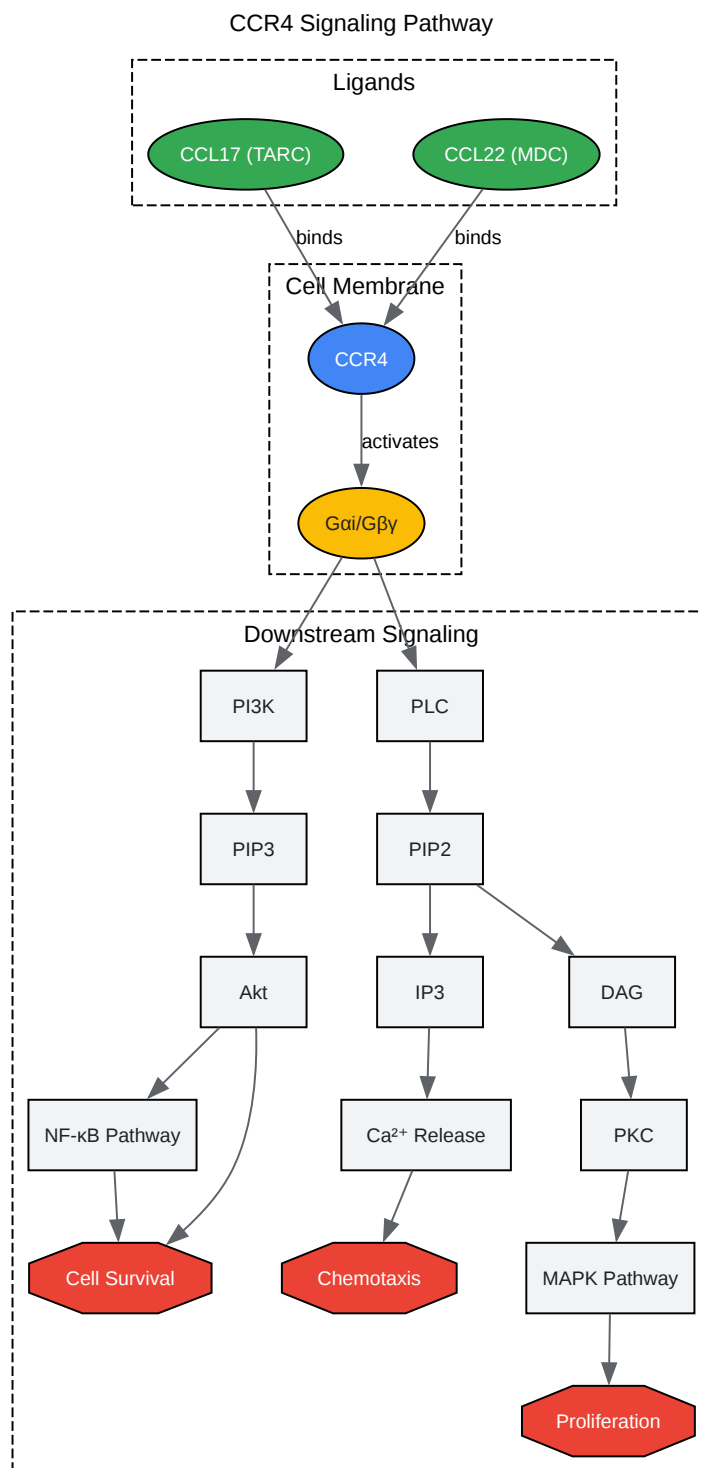 CCR4 Signaling Pathway
Ligands
CCL17 (TARC)
CCL22 (MDC)
binds
binds
Cell Membrane
CCR4
activates
Gαi/Gβγ
Downstream Signaling
PI3K
PLC
PIP3
PIP2
Akt
IP3
DAG
NF-κB Pathway
Ca²⁺ Release
PKC
Cell Survival
Chemotaxis
MAPK Pathway
Proliferation